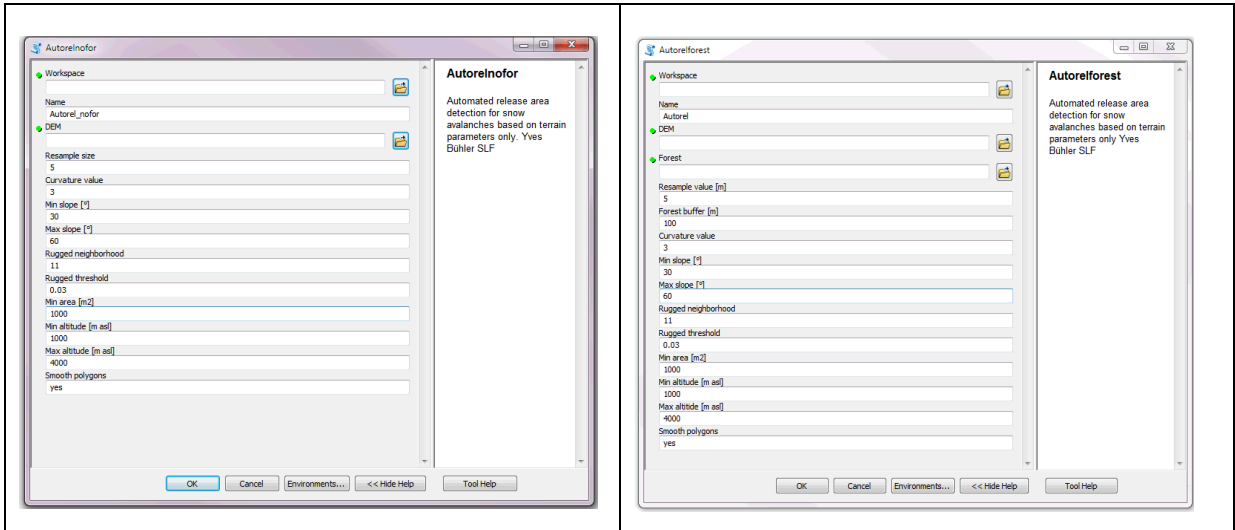 Autorelnofor
Workspace
Name
Autorel_nofor
DEM
Resample size
5
Curvature value
3
Min slope [°]
30
Max slope [°]
60
Rugged neighborhood
11
Rugged threshold
0.03
Min area [m2]
1000
Min altitude [m asl]
1000
Max altitude [m asl]
4000
Smooth polygons
yes
Autorelnofor
Automated release area
detection for snow
avalanches based on terrain
parameters only. Yves
Bühler SLF
OK Cancel Environments... << Hide Help Tool Help
Autorelforest
Workspace
Name
Autorel
DEM
Forest
Resample value [m]
5
Forest buffer [m]
100
Curvature value
3
Min slope [°]
30
Max slope [°]
60
Rugged neighborhood
11
Rugged threshold
0.03
Min area [m2]
1000
Min altitude [m asl]
1000
Max altitide [m asl]
4000
Smooth polygons
yes
Autorelforest
Automated release area
detection for snow
avalanches based on terrain
parameters only Yves
Bühler SLF
OK Cancel Environments... << Hide Help Tool Help